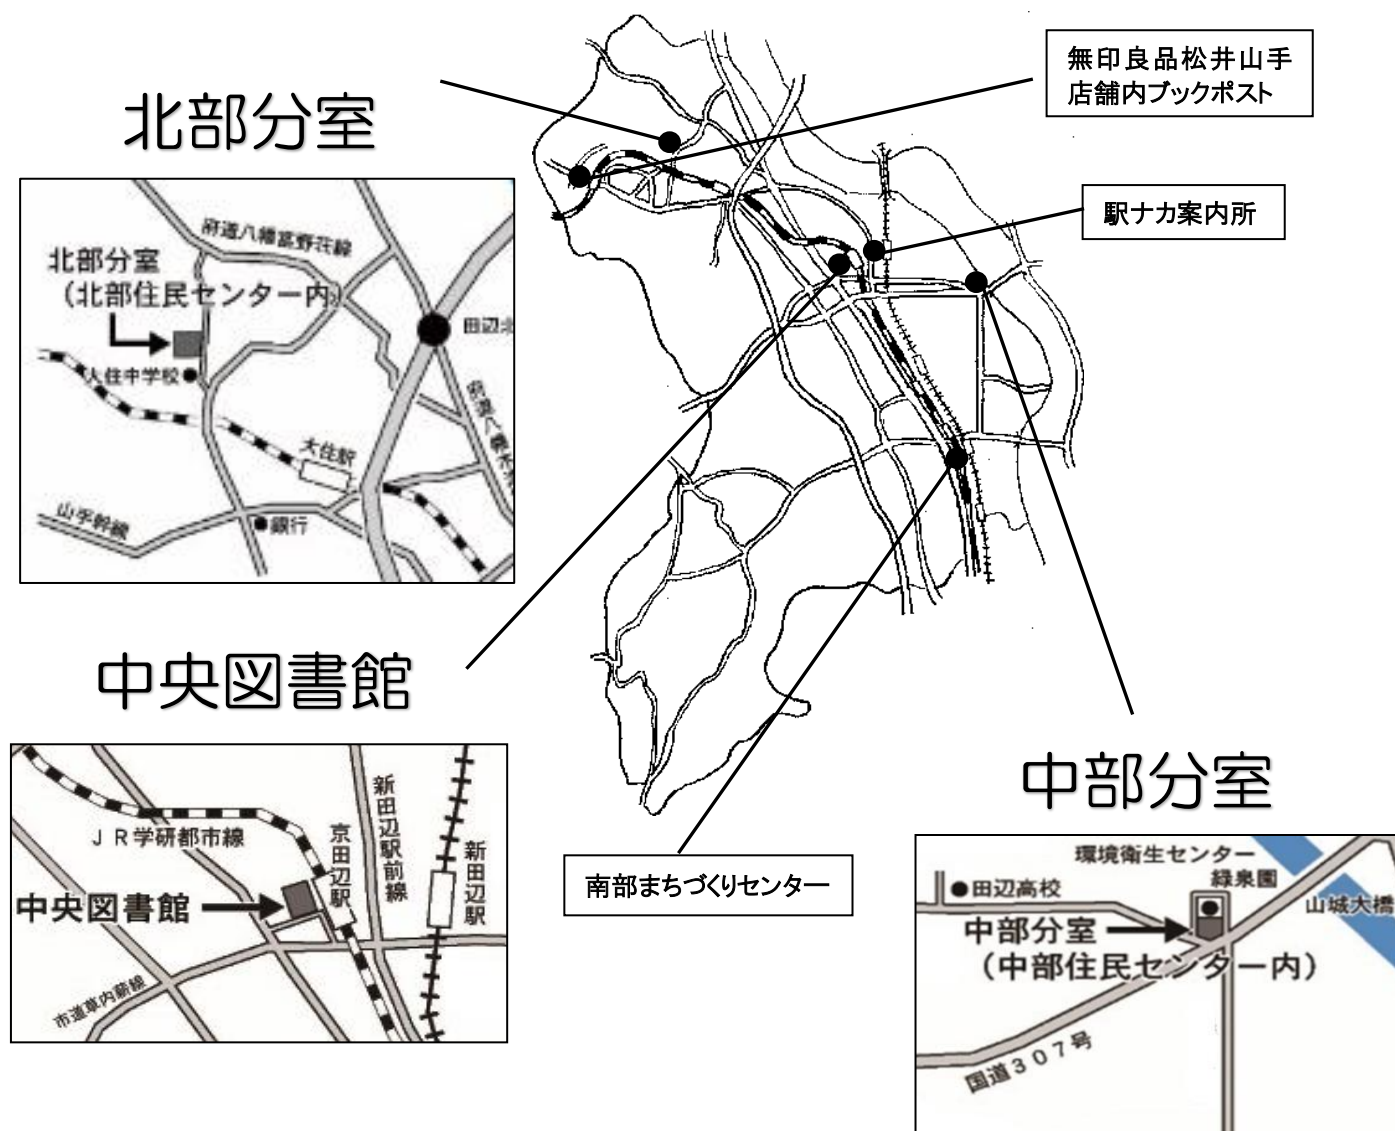 北部分室
無印良品松井山手
店舗内ブックポスト
駅ナカ案内所
府道八幡富野荘線
北部分室
（北部住民センター内）
田辺北
大住中学校
大住駅
山手幹線
銀行
中央図書館
ＪＲ学研都市線
新田辺駅前線
京田辺駅
新田辺駅
中央図書館
市道草内薪線
南部まちづくりセンター
中部分室
環境衛生センター
緑泉園
田辺高校
山城大橋
中部分室
（中部住民センター内）
国道３０７号